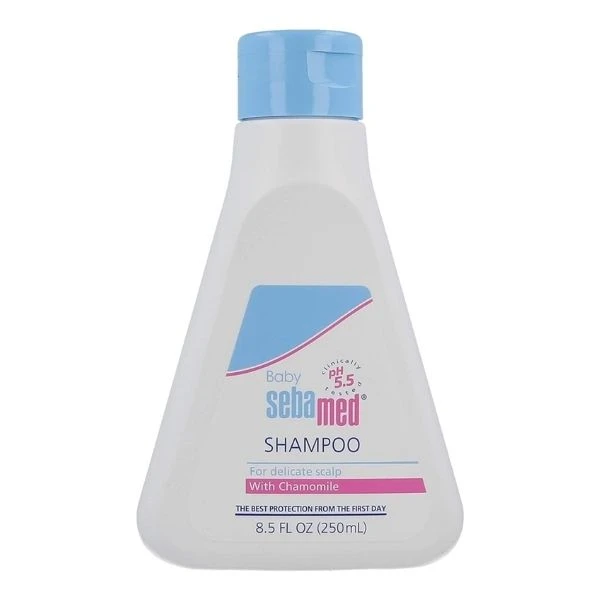 clinically
pH
5.5
tested
Baby
sebamed®
SHAMPOO
For delicate scalp
With Chamomile
THE BEST PROTECTION FROM THE FIRST DAY
8.5 FL OZ (250mL)